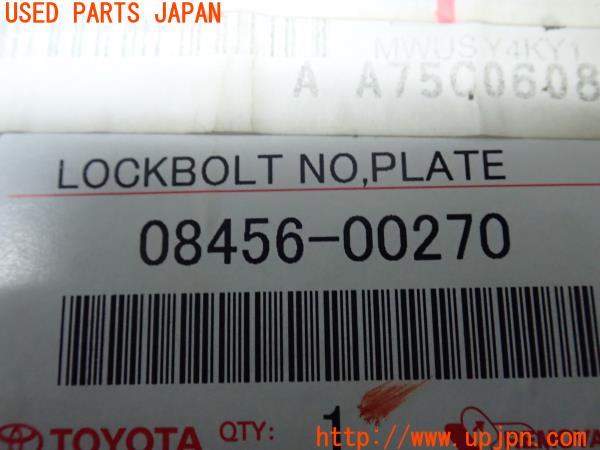 USED PARTS JAPAN
MWUSY4KY1
A A75C0608
LOCKBOLT NO,PLATE
08456-00270
TOYOTA QTY: 1
http://www.upjpn.com/